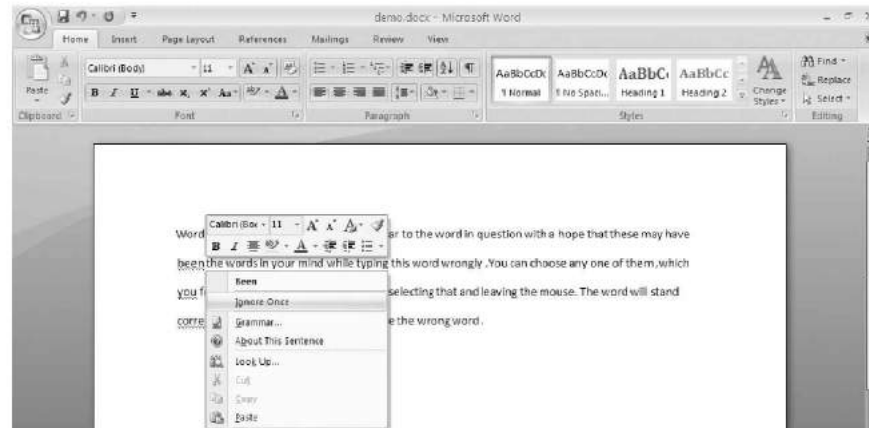 demo.docx - Microsoft Word
Home Insert Page Layout References Mailings Review View
Calibri (Body) 11 A A
Paste
B I U abe X, X' Aa A
AaBbCcDc AaBbCcDc AaBbC AaBbCc
¶ Normal ¶ No Spaci... Heading 1 Heading 2
Change Styles
Find
Replace
Select
Clipboard Font Paragraph Styles Editing
Calibri (Bo 11 A A A
B I A
Word ar to the word in question with a hope that these may have
been the words in your mind while typing this word wrongly .You can choose any one of them ,which
Been
you f selecting that and leaving the mouse. The word will stand
Ignore Once
corre e the wrong word .
Grammar...
About This Sentence
Look Up...
Cut
Copy
Paste